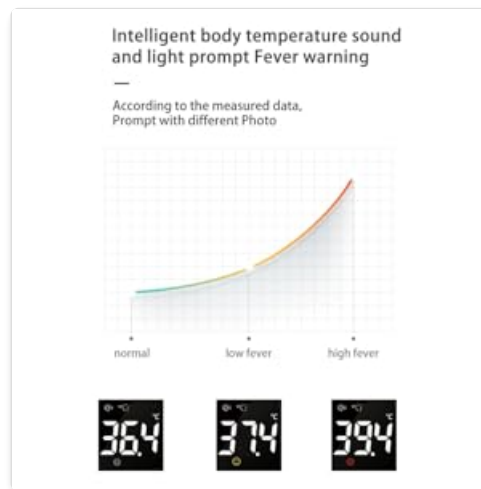 Intelligent body temperature sound
and light prompt Fever warning
According to the measured data,
Prompt with different Photo
normal low fever high fever
36.4 °C 37.4 °C 39.4 °C